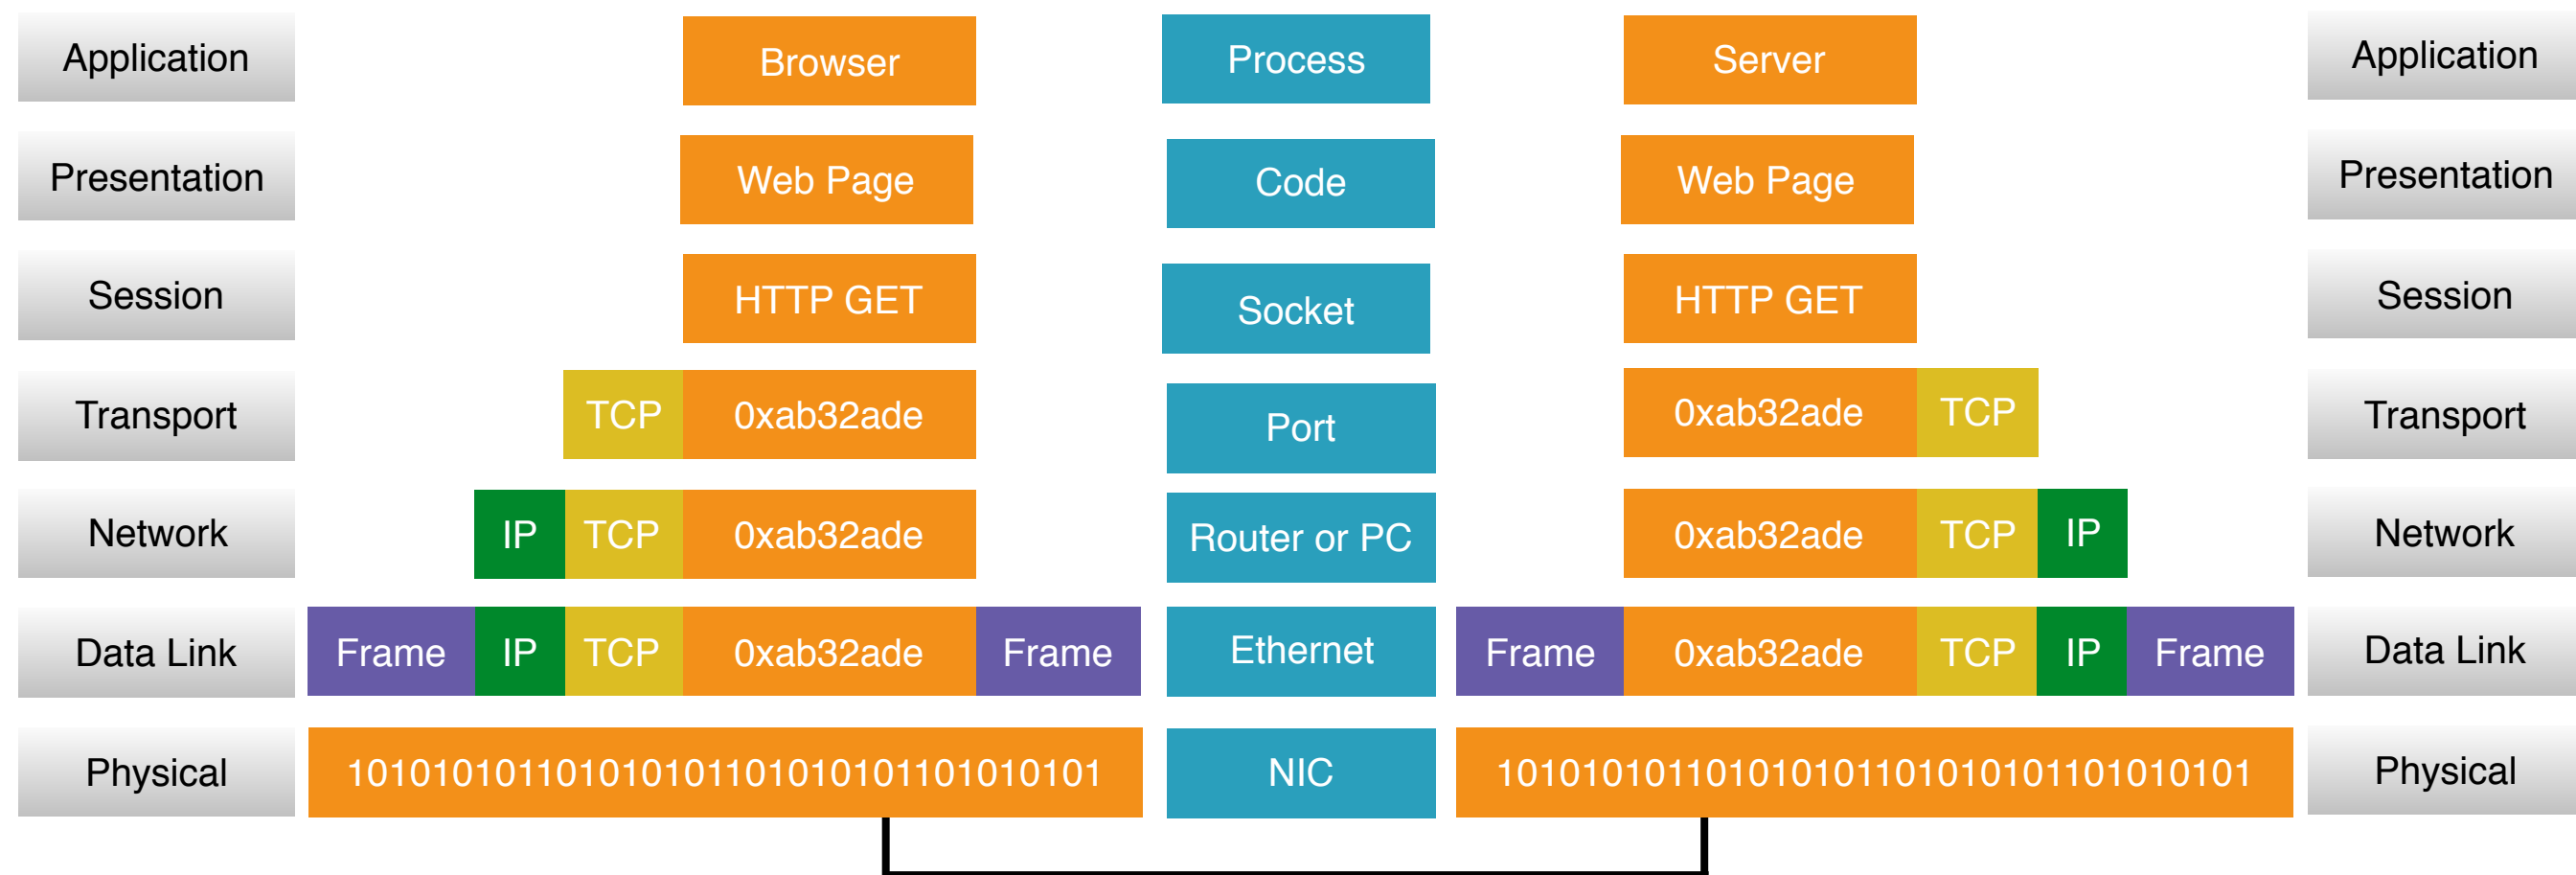 Application Browser Process Server Application
Presentation Web Page Code Web Page Presentation
Session HTTP GET Socket HTTP GET Session
Transport TCP 0xab32ade Port 0xab32ade TCP Transport
Network IP TCP 0xab32ade Router or PC 0xab32ade TCP IP Network
Data Link Frame IP TCP 0xab32ade Frame Ethernet Frame 0xab32ade TCP IP Frame Data Link
Physical 1010101011010101011010101011010101 NIC 1010101011010101011010101011010101 Physical